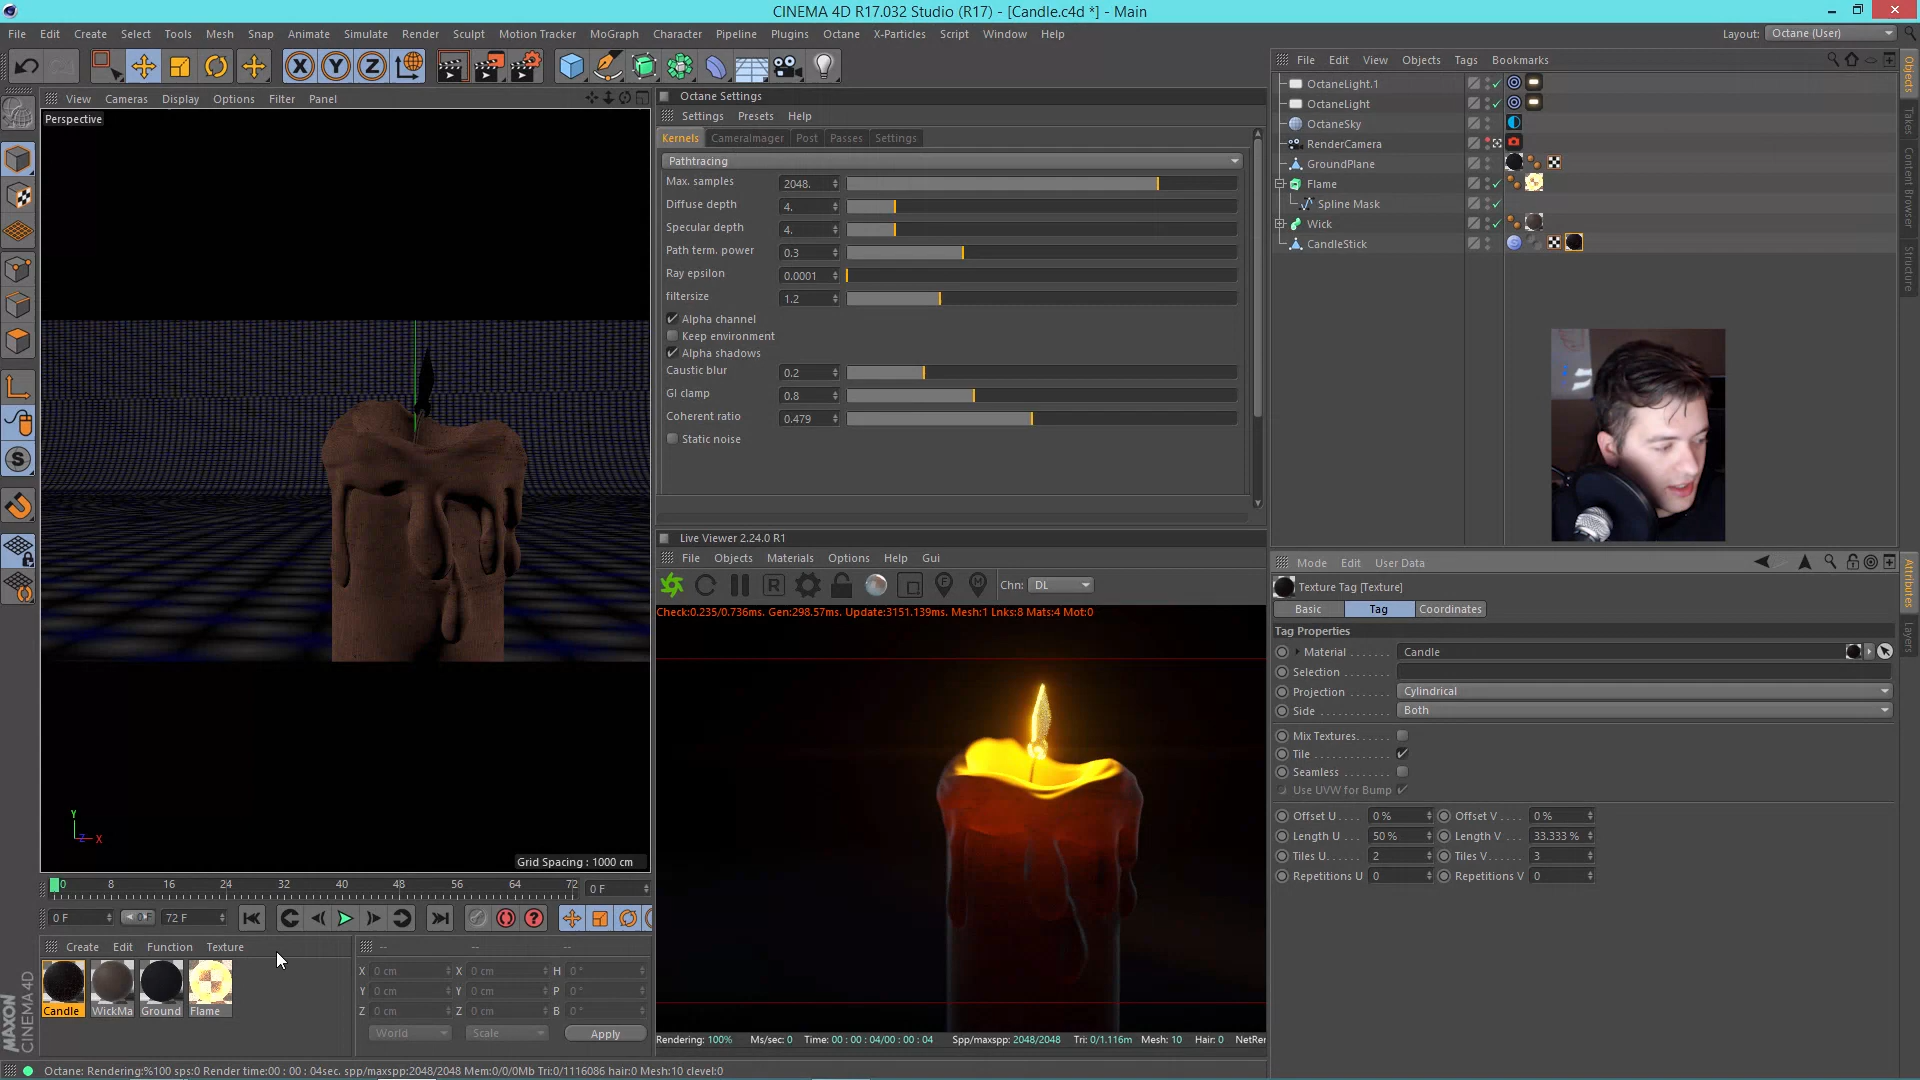 CINEMA 4D R17.032 Studio (R17) - [Candle.c4d *] - Main
File Edit Create Select Tools Mesh Snap Animate Simulate Render Sculpt Motion Tracker MoGraph Character Pipeline Plugins Octane X-Particles Script Window Help
Layout: Octane (User)
View Cameras Display Options Filter Panel
Perspective
Grid Spacing : 1000 cm
Y
Z X
Octane Settings
Settings Presets Help
Kernels CameraImager Post Passes Settings
Pathtracing
Max. samples 2048.
Diffuse depth 4.
Specular depth 4.
Path term. power 0.3
Ray epsilon 0.0001
filtersize 1.2
Alpha channel
Keep environment
Alpha shadows
Caustic blur 0.2
GI clamp 0.8
Coherent ratio 0.479
Static noise
Live Viewer 2.24.0 R1
File Objects Materials Options Help Gui
Chn: DL
Check:0.235/0.736ms. Gen:298.57ms. Update:3151.139ms. Mesh:1 Lnks:8 Mats:4 Mot:0
Rendering: 100% Ms/sec: 0 Time: 00 : 00 : 04/00 : 00 : 04 Spp/maxspp: 2048/2048 Tri: 0/1.116m Mesh: 10 Hair: 0 NetRer
File Edit View Objects Tags Bookmarks
OctaneLight.1
OctaneLight
OctaneSky
RenderCamera
GroundPlane
Flame
Spline Mask
Wick
CandleStick
Objects
Takes
Content Browser
Structure
Mode Edit User Data
Texture Tag [Texture]
Basic Tag Coordinates
Tag Properties
Material Candle
Selection
Projection Cylindrical
Side Both
Mix Textures
Tile
Seamless
Use UVW for Bump
Offset U 0 % Offset V 0 %
Length U 50 % Length V 33.333 %
Tiles U 2 Tiles V 3
Repetitions U 0 Repetitions V 0
Attributes
Layers
0 8 16 24 32 40 48 56 64 72 0 F
0 F 0 F 72 F
Create Edit Function Texture
-- -- --
Candle WickMa Ground Flame
X 0 cm X 0 cm H 0 °
Y 0 cm Y 0 cm P 0 °
Z 0 cm Z 0 cm B 0 °
World Scale Apply
MAXON CINEMA 4D
Octane: Rendering:%100 sps:0 Render time:00 : 00 : 04sec. spp/maxspp:2048/2048 Mem:0/0/0Mb Tri:0/1116086 hair:0 Mesh:10 clevel:0